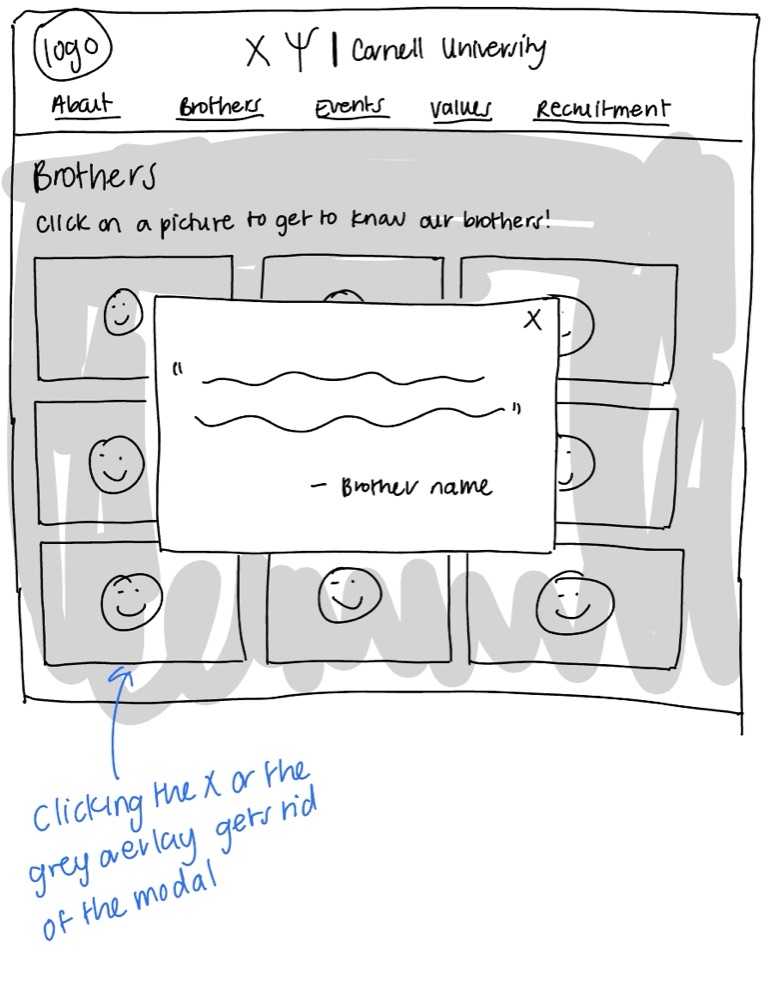 logo
Χ Ψ | Cornell University
About Brothers Events Values Recruitment
Brothers
Click on a picture to get to know our brothers!
X
" "
- Brother name
Clicking the X or the
grey overlay gets rid
of the modal